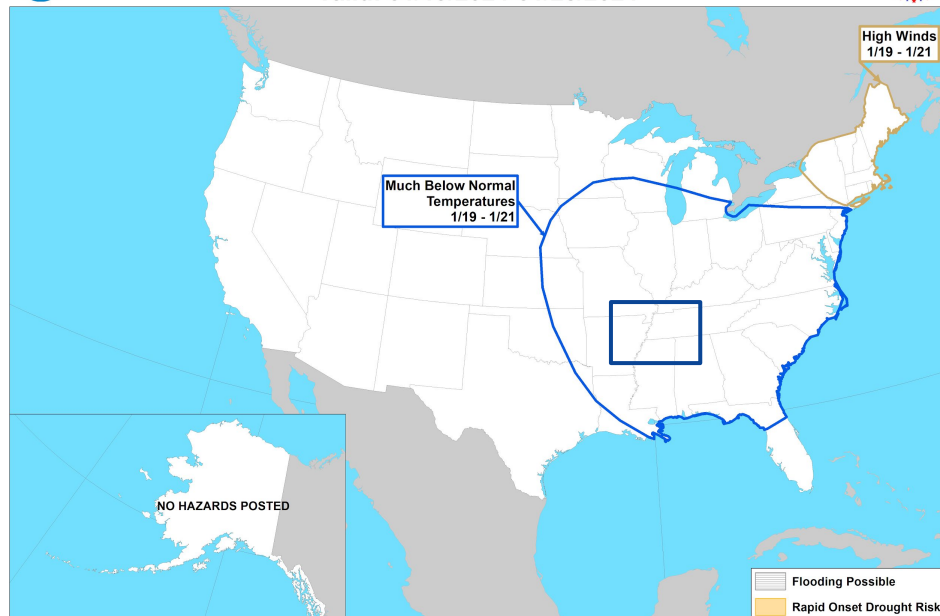 High Winds
1/19 - 1/21
Much Below Normal
Temperatures
1/19 - 1/21
NO HAZARDS POSTED
Flooding Possible
Rapid Onset Drought Risk